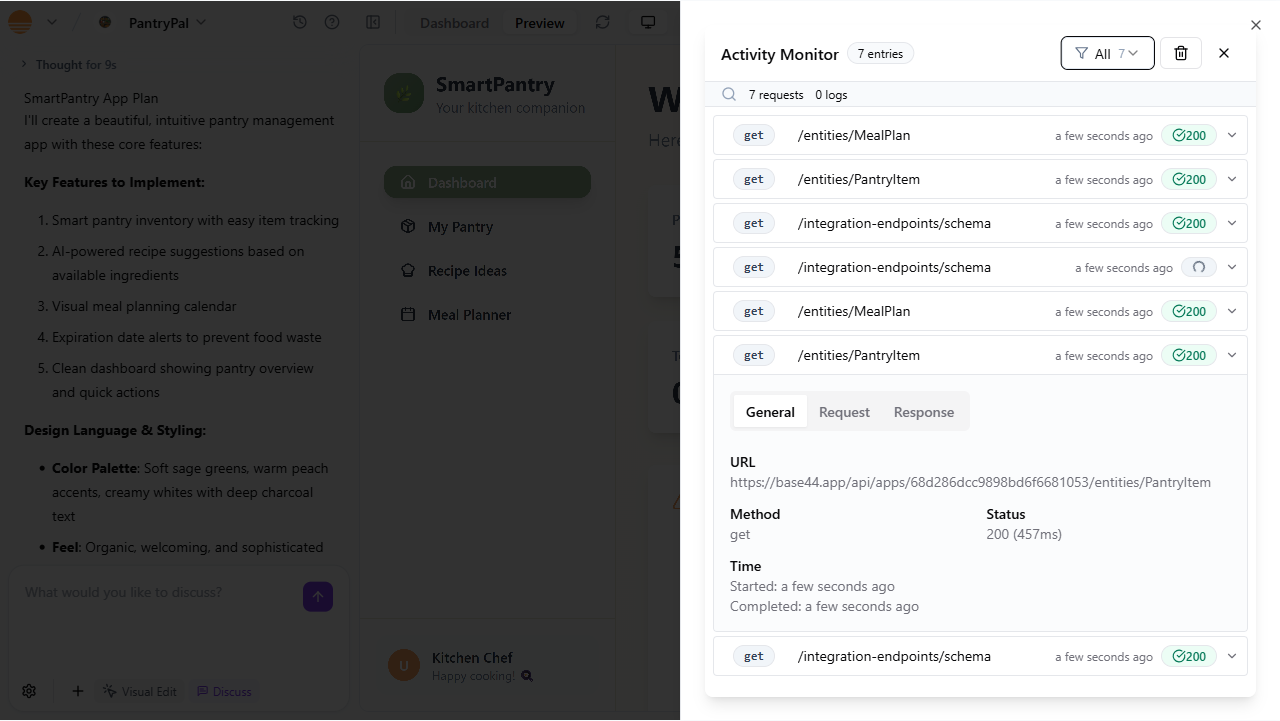 PantryPal
Dashboard
Preview
Thought for 9s
SmartPantry App Plan
I'll create a beautiful, intuitive pantry management
app with these core features:
Key Features to Implement:
1. Smart pantry inventory with easy item tracking
2. AI-powered recipe suggestions based on
available ingredients
3. Visual meal planning calendar
4. Expiration date alerts to prevent food waste
5. Clean dashboard showing pantry overview
and quick actions
Design Language & Styling:
• Color Palette: Soft sage greens, warm peach
accents, creamy whites with deep charcoal
text
• Feel: Organic, welcoming, and sophisticated
What would you like to discuss?
Visual Edit
Discuss
SmartPantry
Your kitchen companion
Dashboard
My Pantry
Recipe Ideas
Meal Planner
U
Kitchen Chef
Happy cooking!
W
Here
Activity Monitor
7 entries
All 7
7 requests 0 logs
get /entities/MealPlan a few seconds ago 200
get /entities/PantryItem a few seconds ago 200
get /integration-endpoints/schema a few seconds ago 200
get /integration-endpoints/schema a few seconds ago
get /entities/MealPlan a few seconds ago 200
get /entities/PantryItem a few seconds ago 200
General Request Response
URL
https://base44.app/api/apps/68d286dcc9898bd6f6681053/entities/PantryItem
Method
get
Status
200 (457ms)
Time
Started: a few seconds ago
Completed: a few seconds ago
get /integration-endpoints/schema a few seconds ago 200